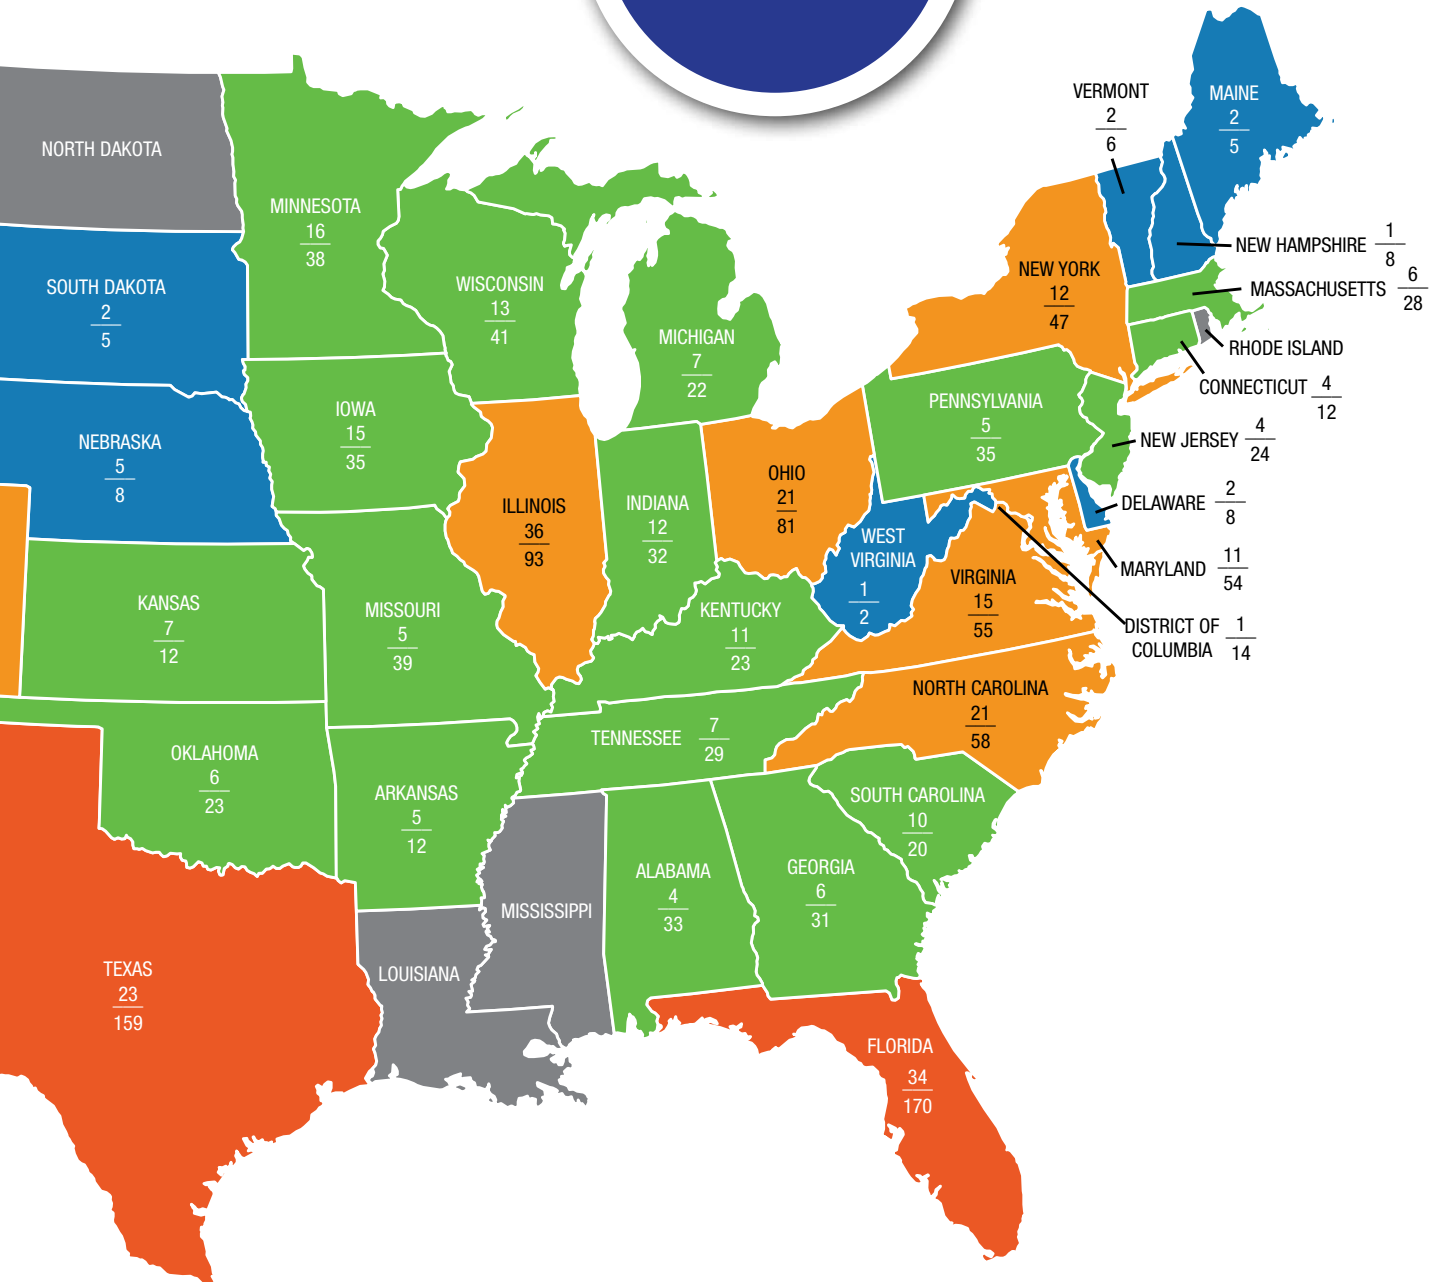 VERMONT
2
6
MAINE
2
5
NORTH DAKOTA
MINNESOTA
16
38
NEW HAMPSHIRE 1
8
SOUTH DAKOTA
2
5
WISCONSIN
13
41
NEW YORK
12
47
MASSACHUSETTS 6
28
MICHIGAN
7
22
RHODE ISLAND
CONNECTICUT 4
12
IOWA
15
35
PENNSYLVANIA
5
35
NEBRASKA
5
8
NEW JERSEY 4
24
OHIO
21
81
ILLINOIS
36
93
INDIANA
12
32
DELAWARE 2
8
WEST
VIRGINIA
1
2
MARYLAND 11
54
VIRGINIA
15
55
KANSAS
7
12
MISSOURI
5
39
KENTUCKY
11
23
DISTRICT OF
COLUMBIA
1
14
NORTH CAROLINA
21
58
TENNESSEE 7
29
OKLAHOMA
6
23
ARKANSAS
5
12
SOUTH CAROLINA
10
20
ALABAMA
4
33
GEORGIA
6
31
MISSISSIPPI
TEXAS
23
159
LOUISIANA
FLORIDA
34
170